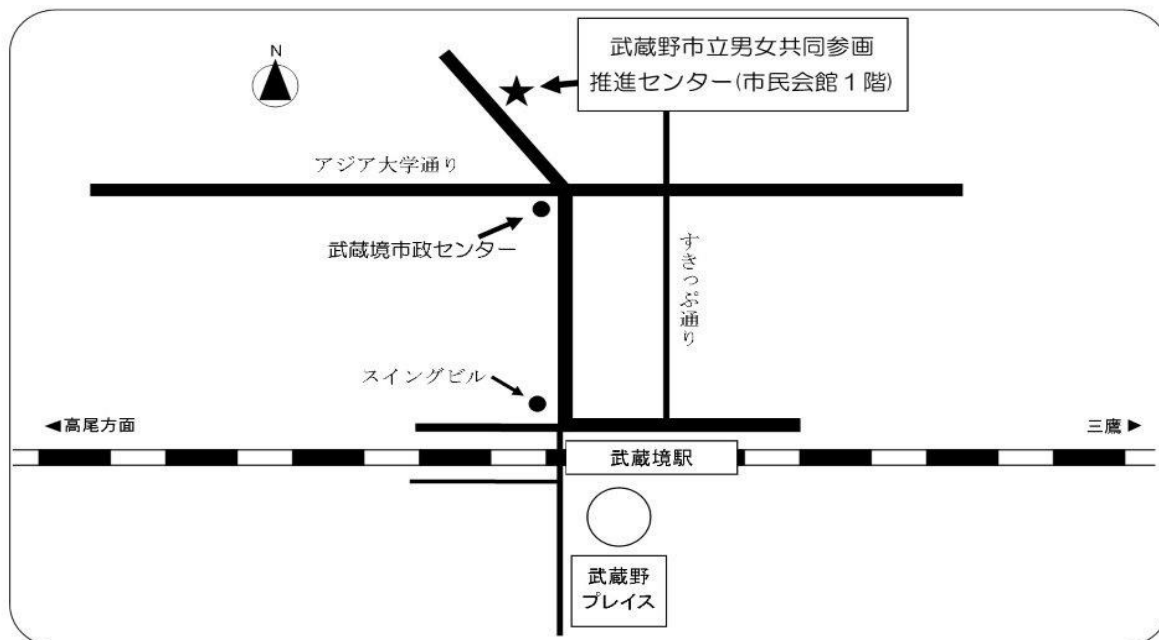 N
武蔵野市立男女共同参画
推進センター(市民会館１階)
アジア大学通り
武蔵境市政センター
すきっぷ通り
スイングビル
◄高尾方面
三鷹►
武蔵境駅
武蔵野
プレイス